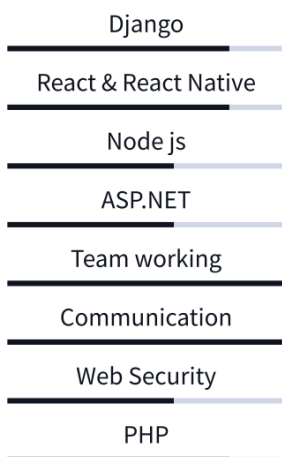 Django
React & React Native
Node js
ASP.NET
Team working
Communication
Web Security
PHP